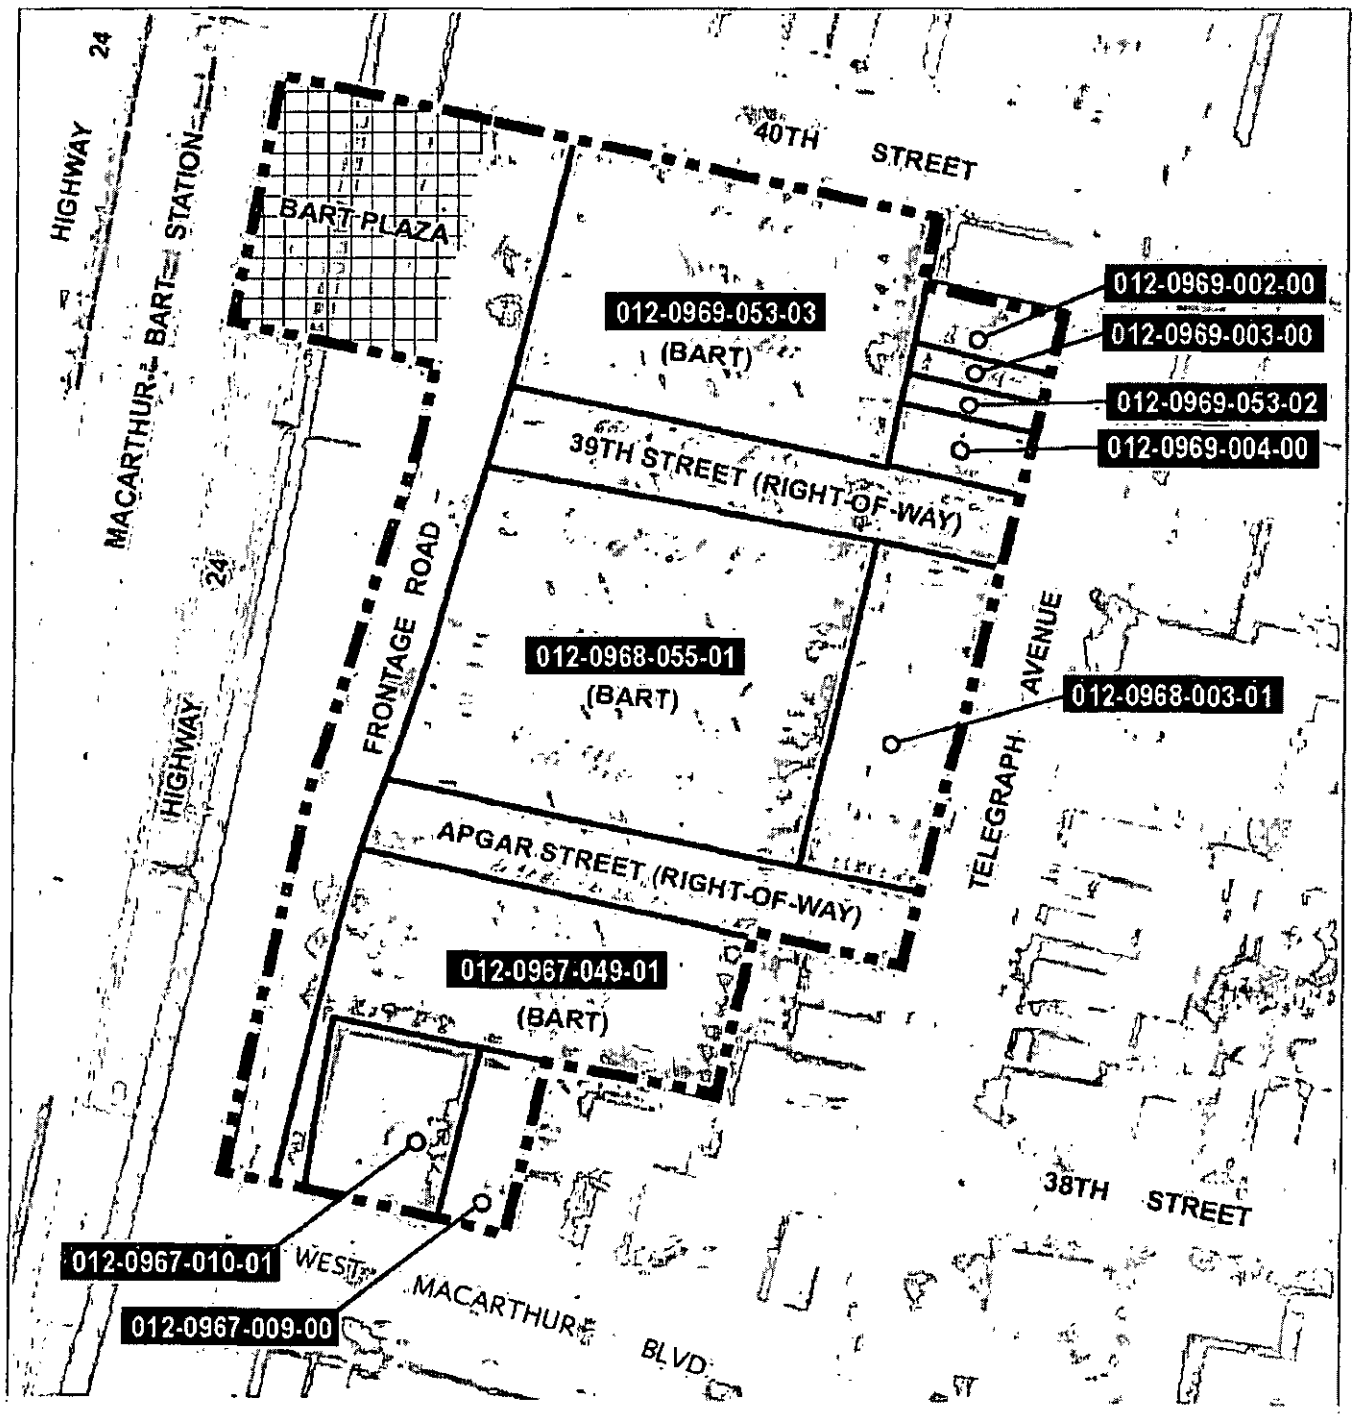 HIGHWAY 24
MACARTHUR BART STATION
40TH STREET
BART PLAZA
012-0969-002-00
012-0969-053-03
(BART)
012-0969-003-00
012-0969-053-02
012-0969-004-00
39TH STREET (RIGHT-OF-WAY)
FRONTAGE ROAD
HIGHWAY 24
012-0968-055-01
(BART)
TELEGRAPH AVENUE
012-0968-003-01
APGAR STREET (RIGHT-OF-WAY)
012-0967-049-01
(BART)
38TH STREET
012-0967-010-01
WEST MACARTHUR BLVD.
012-0967-009-00